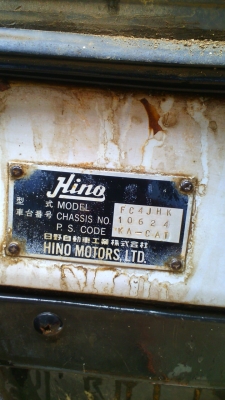 Hino
型式 MODEL FC4JHK
車台番号 CHASSIS NO. 10624
P. S. CODE KA-CAT
日野自動車工業株式会社
HINO MOTORS, LTD.